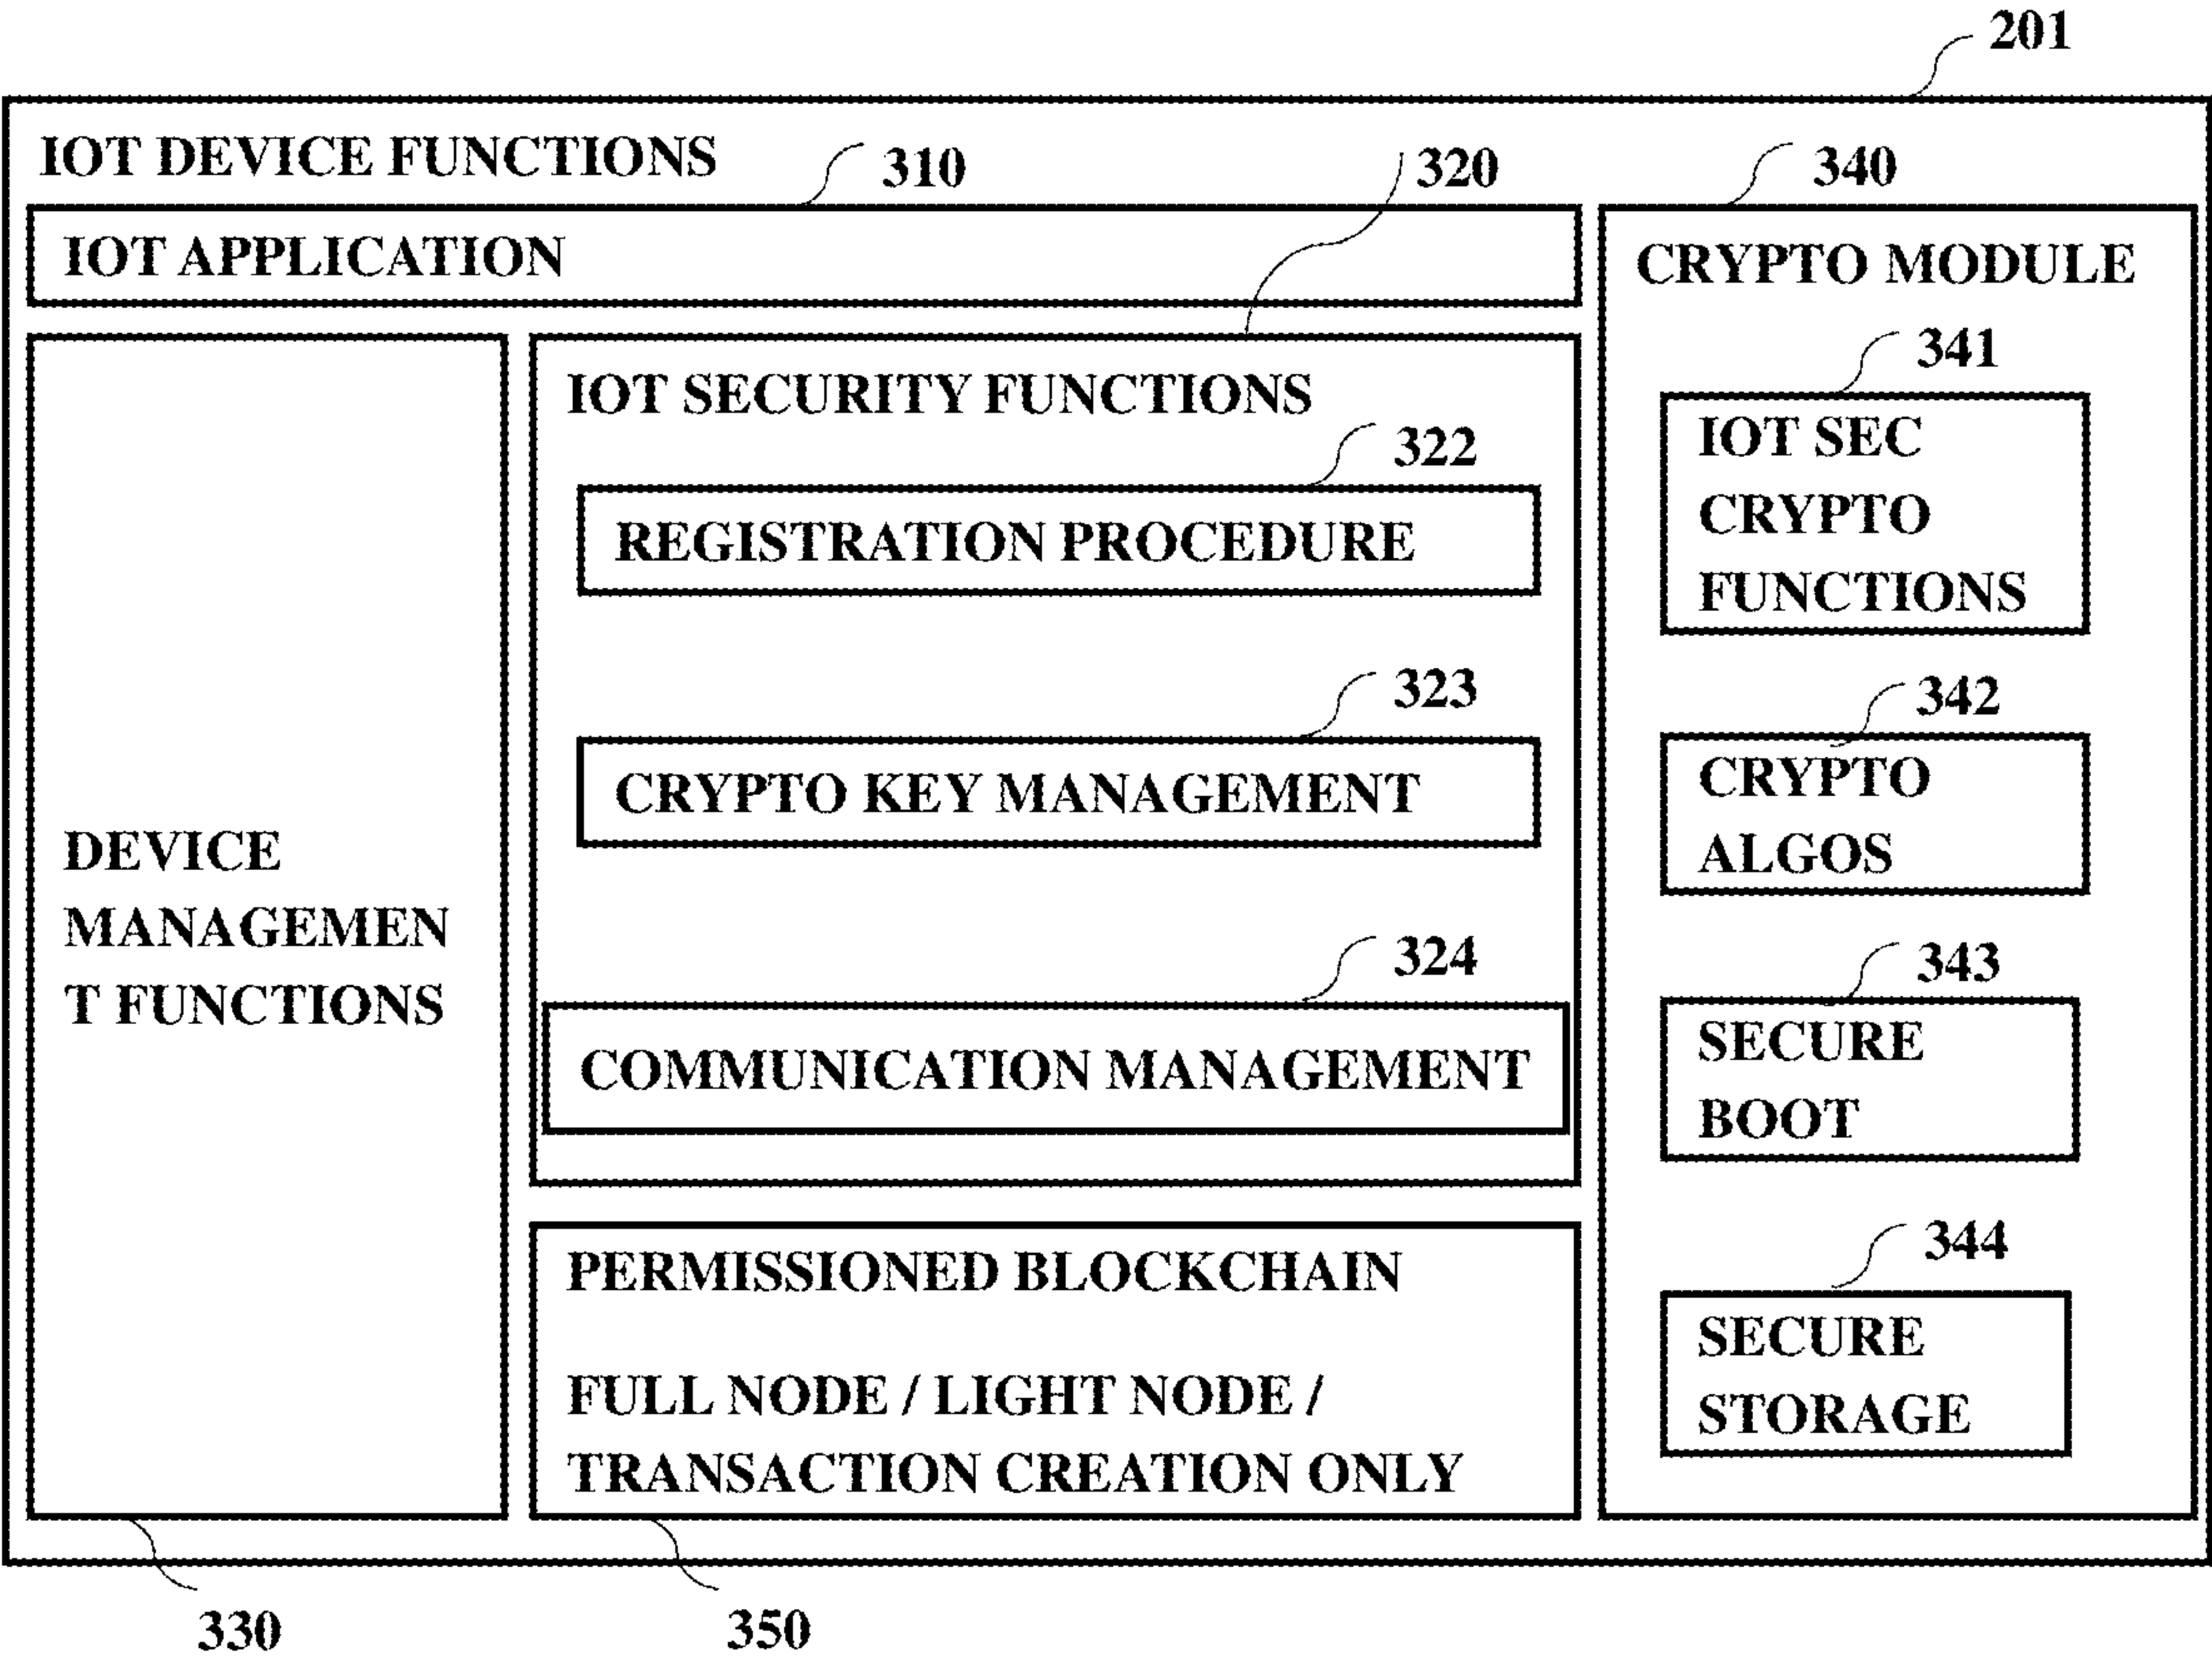 201
IOT DEVICE FUNCTIONS
310
320
340
IOT APPLICATION
CRYPTO MODULE
341
IOT SECURITY FUNCTIONS
322
IOT SEC
CRYPTO
FUNCTIONS
REGISTRATION PROCEDURE
323
342
CRYPTO KEY MANAGEMENT
CRYPTO
ALGOS
DEVICE
MANAGEMEN
T FUNCTIONS
324
343
COMMUNICATION MANAGEMENT
SECURE
BOOT
344
PERMISSIONED BLOCKCHAIN
FULL NODE / LIGHT NODE /
TRANSACTION CREATION ONLY
SECURE
STORAGE
330
350